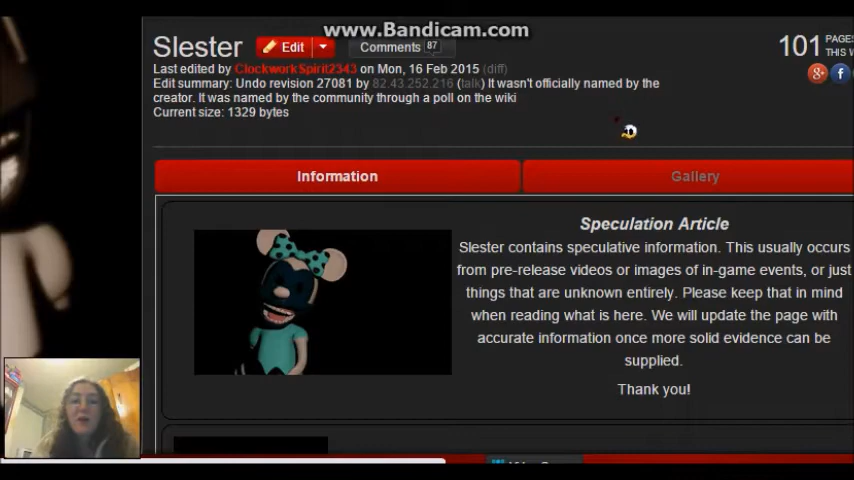 www.Bandicam.com
Slester
Edit
Comments 87
101 PAGES
THIS W
Last edited by ClockworkSpirit2343 on Mon, 16 Feb 2015 (diff)
Edit summary: Undo revision 27081 by 82.43.252.216 (talk) It wasn't officially named by the
creator. It was named by the community through a poll on the wiki
Current size: 1329 bytes
Information
Gallery
Speculation Article
Slester contains speculative information. This usually occurs
from pre-release videos or images of in-game events, or just
things that are unknown entirely. Please keep that in mind
when reading what is here. We will update the page with
accurate information once more solid evidence can be
supplied.
Thank you!